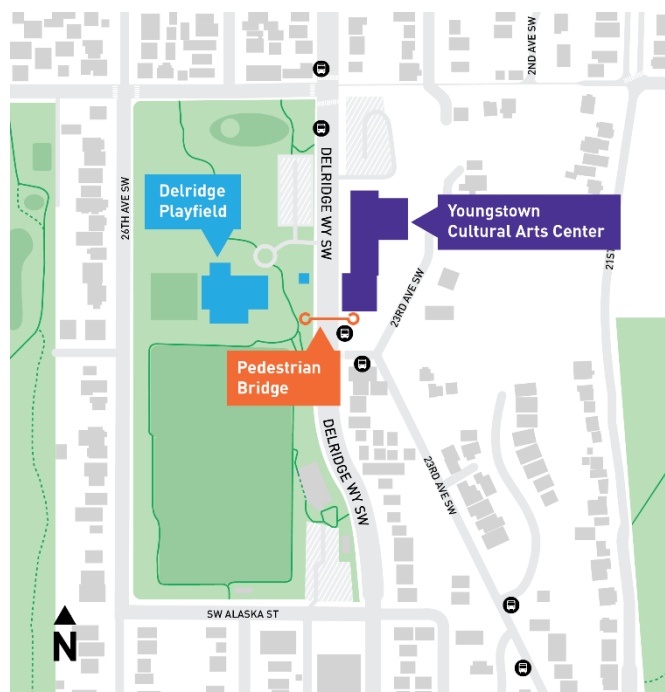 2ND AVE SW
DELRIDGE WY SW
Delridge
Playfield
26TH AVE SW
Youngstown
Cultural Arts Center
21ST
23RD AVE SW
Pedestrian
Bridge
DELRIDGE WY SW
23RD AVE SW
SW ALASKA ST
N